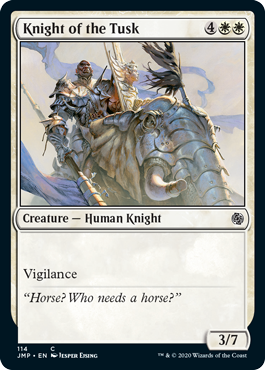 Knight of the Tusk 4
Creature — Human Knight
Vigilance
“Horse? Who needs a horse?”
3/7
114 C
JMP • EN Jesper Ejsing
™ & © 2020 Wizards of the Coast